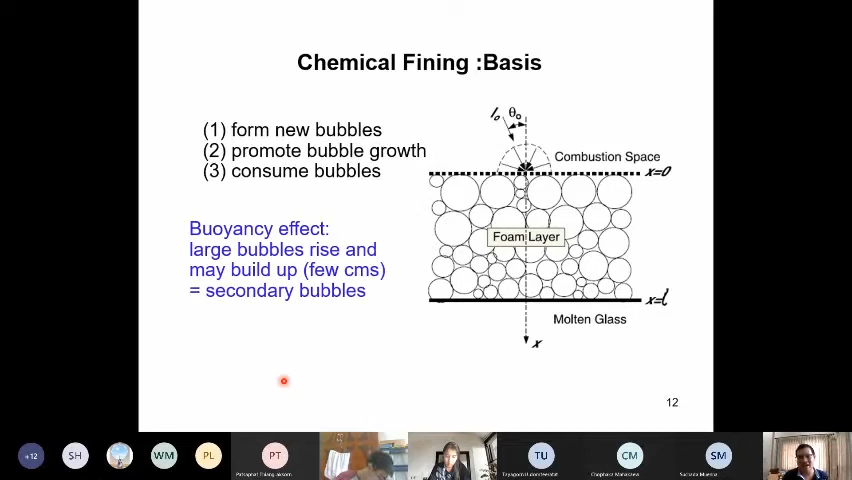 Chemical Fining :Basis
(1) form new bubbles
(2) promote bubble growth
(3) consume bubbles
Buoyancy effect:
large bubbles rise and
may build up (few cms)
= secondary bubbles
I₀ θ₀
Combustion Space
x=0
Foam Layer
x=l
Molten Glass
x
12
+12
SH
WM
PL
PT
TU
CM
SM